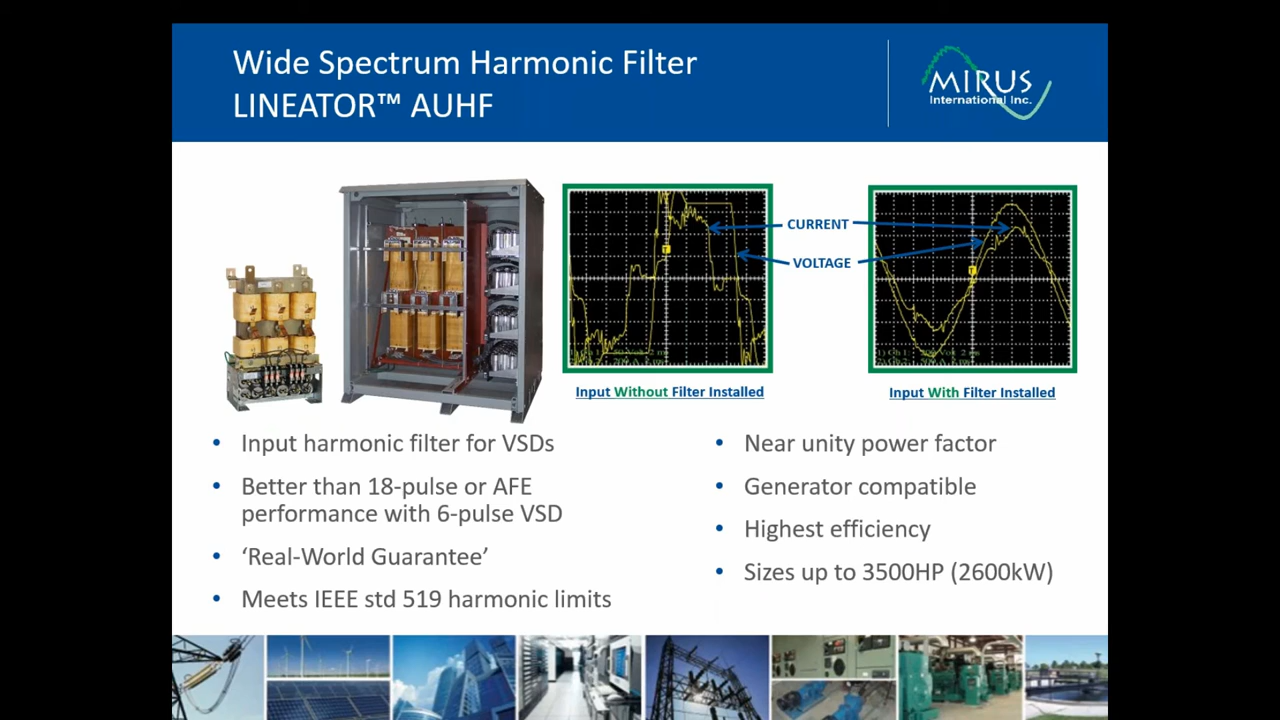 Wide Spectrum Harmonic Filter
LINEATOR™ AUHF
MIRUS
International Inc.
CURRENT
VOLTAGE
Input Without Filter Installed
Input With Filter Installed
• Input harmonic filter for VSDs
• Better than 18-pulse or AFE
performance with 6-pulse VSD
• ‘Real-World Guarantee’
• Meets IEEE std 519 harmonic limits
• Near unity power factor
• Generator compatible
• Highest efficiency
• Sizes up to 3500HP (2600kW)